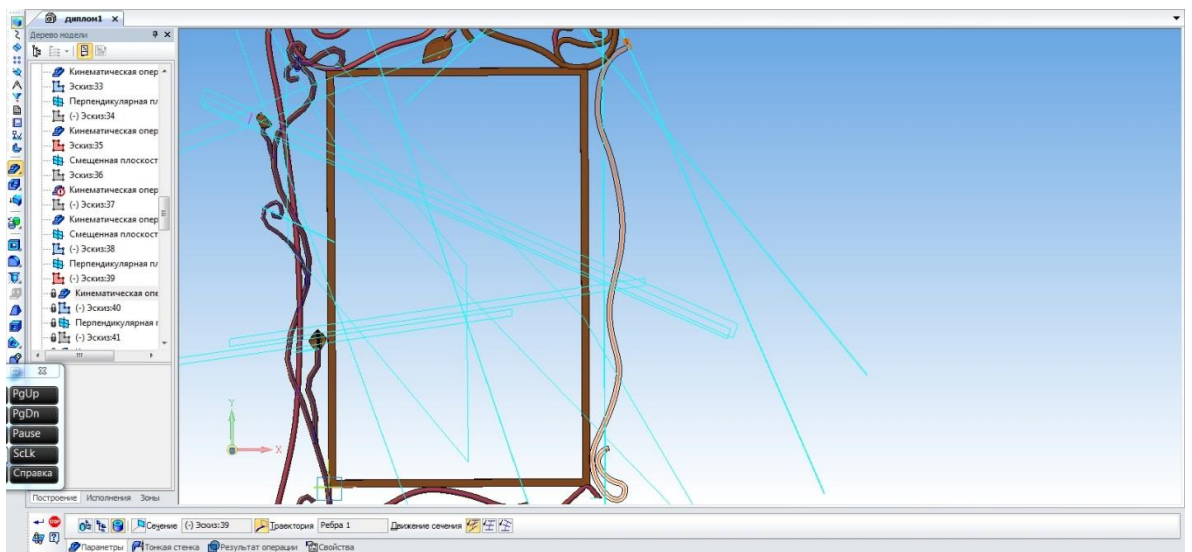 диплом1
Дерево модели
Кинематическая опер
Эскиз:33
Перпендикулярная пл
(-) Эскиз:34
Кинематическая опер
Эскиз:35
Смещенная плоскост
Эскиз:36
Кинематическая опер
(-) Эскиз:37
Кинематическая опер
Смещенная плоскост
(-) Эскиз:38
Перпендикулярная пл
(-) Эскиз:39
Кинематическая опе
(-) Эскиз:40
Перпендикулярная г
(-) Эскиз:41
PgUp
PgDn
Pause
ScLk
Справка
Y
X
Построение Исполнения Зоны
Сечение (-) Эскиз:39 Траектория Ребра 1 Движение сечения
Параметры Тонкая стенка Результат операции Свойства